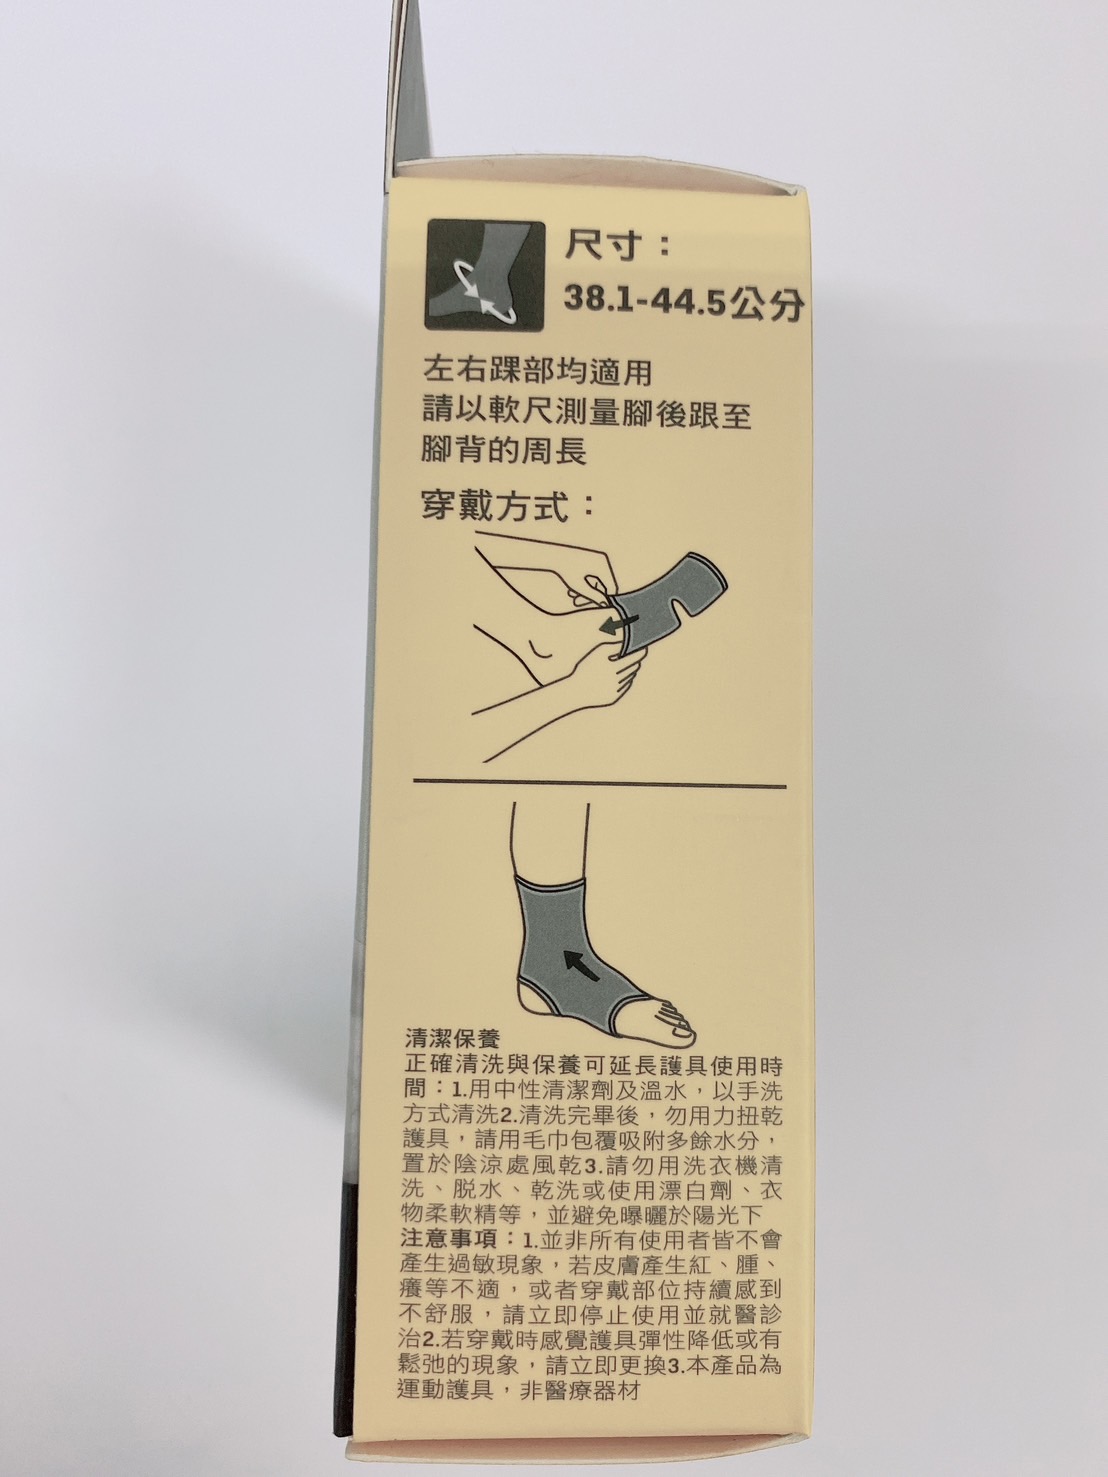 尺寸：
38.1-44.5公分
左右踝部均適用
請以軟尺測量腳後跟至
腳背的周長
穿戴方式：
清潔保養
正確清洗與保養可延長護具使用時
間：1.用中性清潔劑及溫水，以手洗
方式清洗2.清洗完畢後，勿用力扭乾
護具，請用毛巾包覆吸附多餘水分，
置於陰涼處風乾3.請勿用洗衣機清
洗、脫水、乾洗或使用漂白劑、衣
物柔軟精等，並避免曝曬於陽光下
注意事項：1.並非所有使用者皆不會
產生過敏現象，若皮膚產生紅、腫、
癢等不適，或者穿戴部位持續感到
不舒服，請立即停止使用並就醫診
治2.若穿戴時感覺護具彈性降低或有
鬆弛的現象，請立即更換3.本產品為
運動護具，非醫療器材